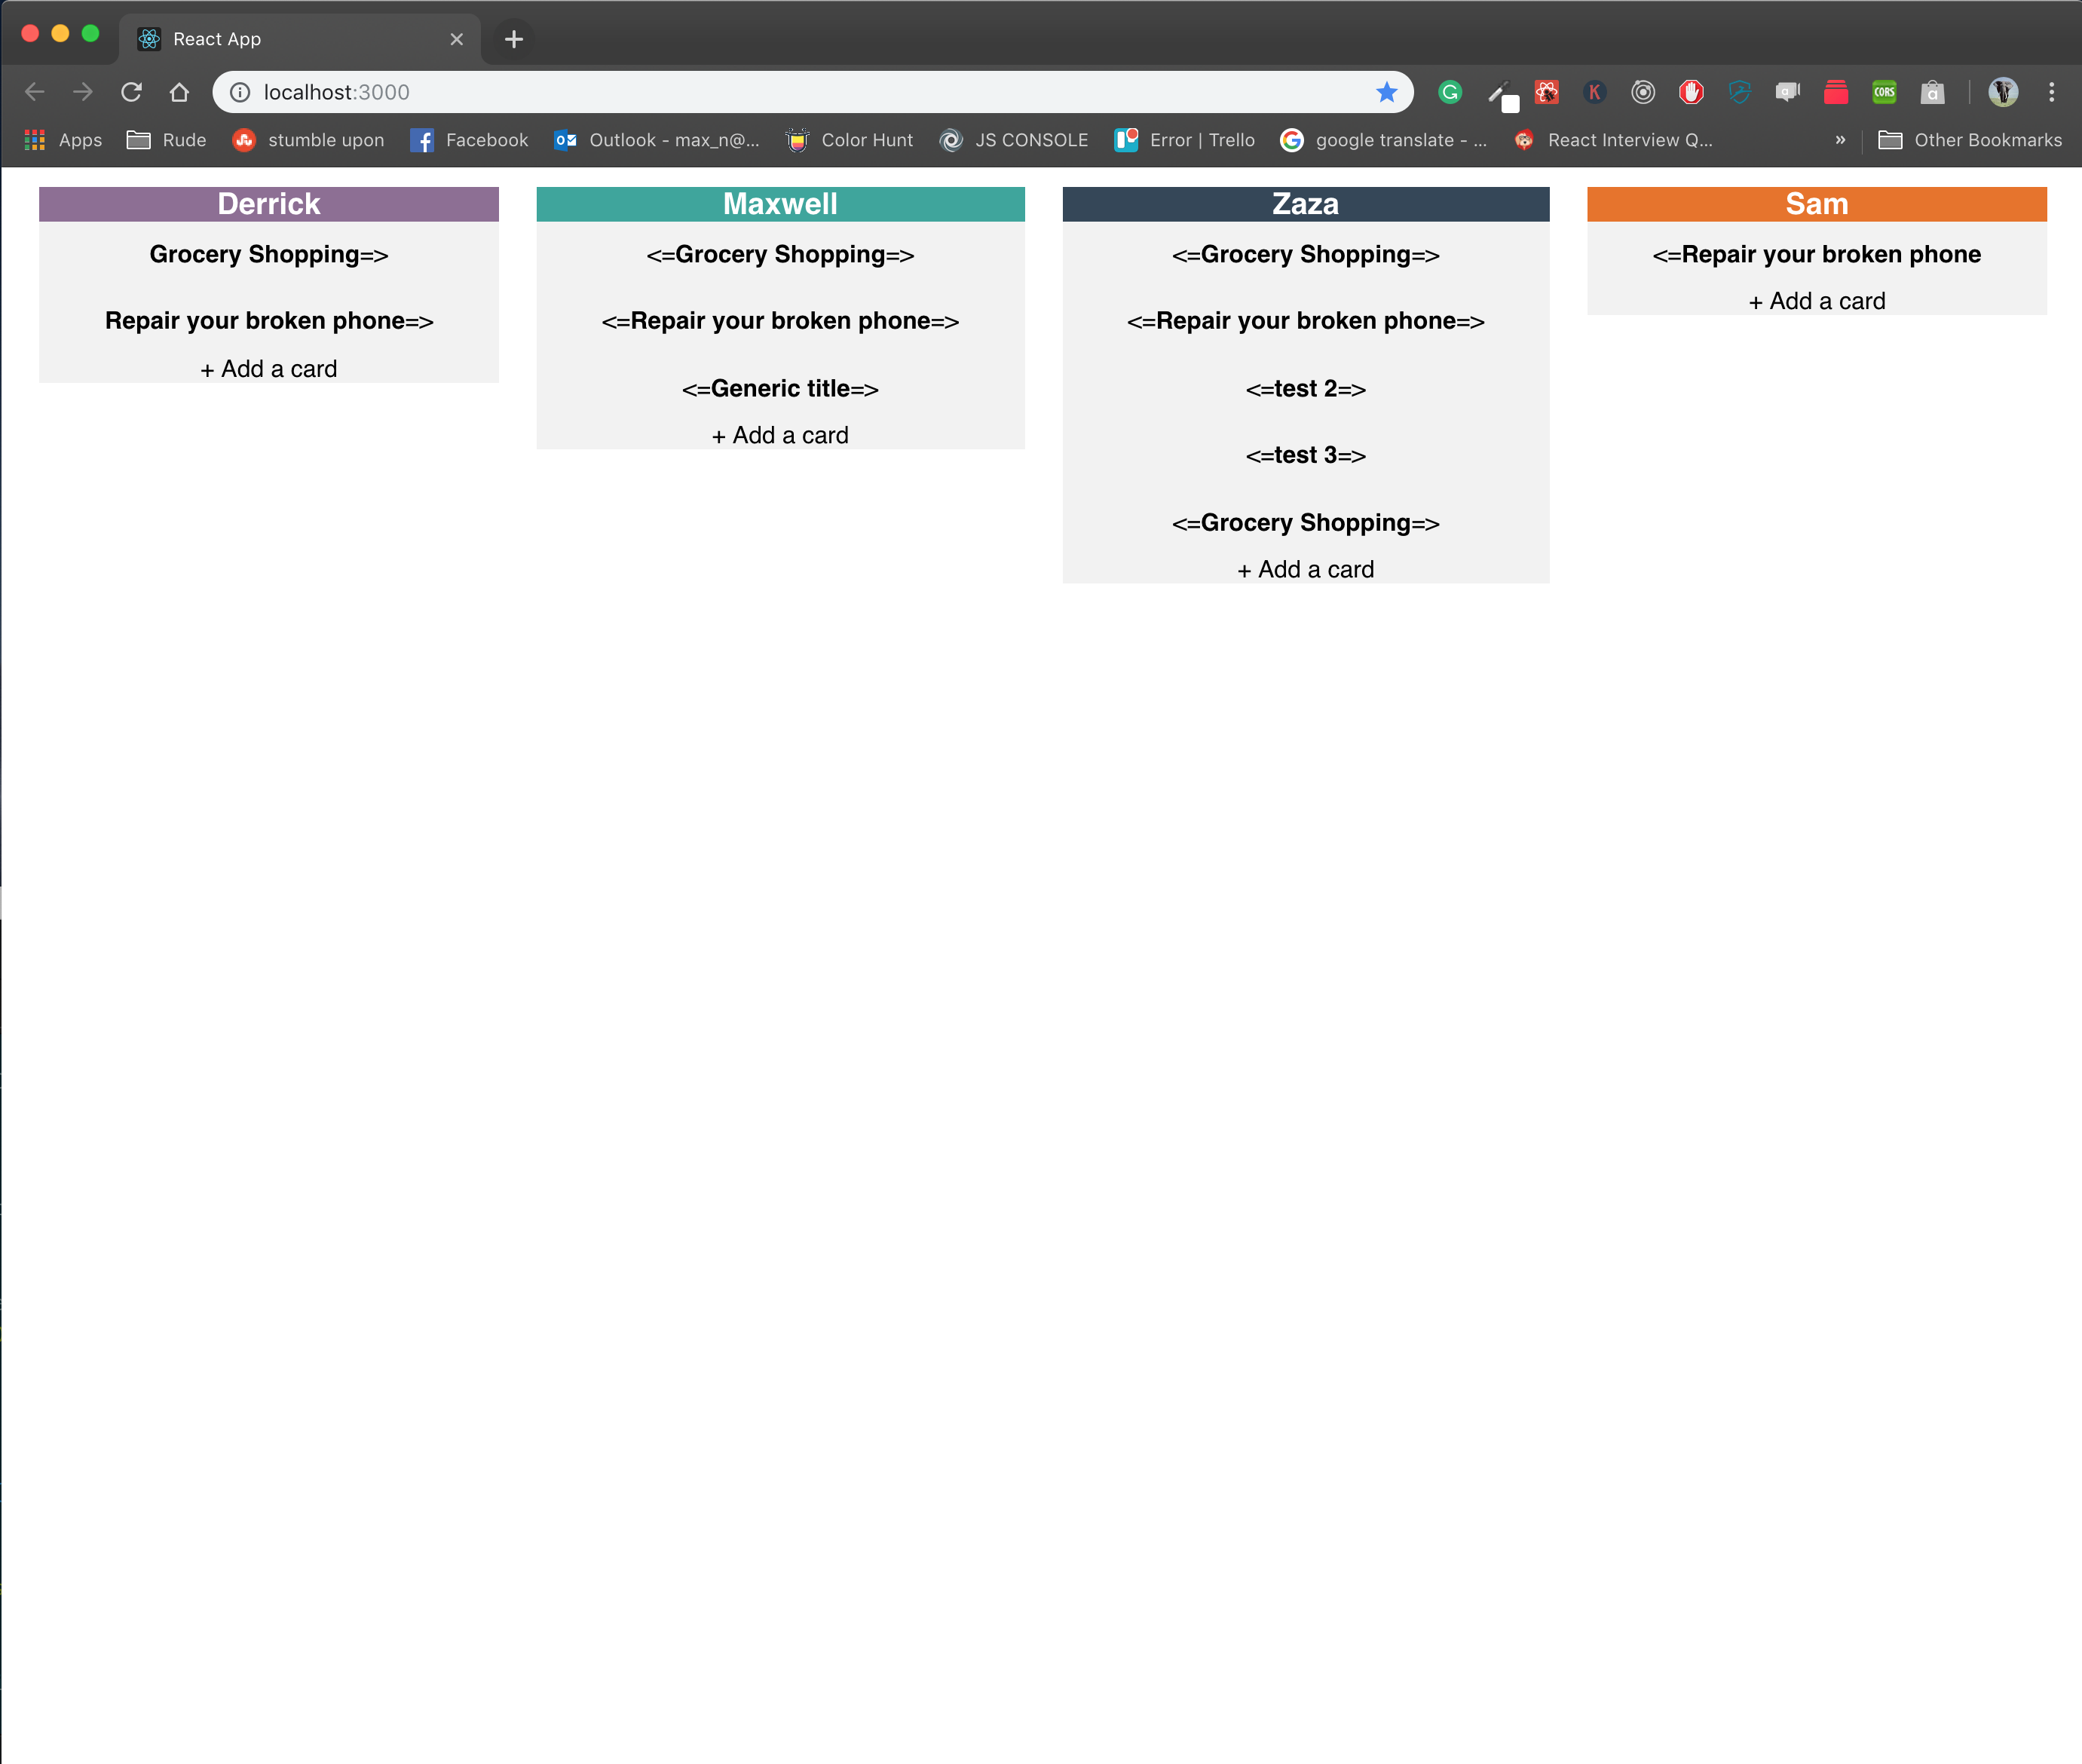 React App
localhost:3000
Apps
Rude
stumble upon
Facebook
Outlook - max_n@...
Color Hunt
JS CONSOLE
Error | Trello
google translate - ...
React Interview Q...
»
Other Bookmarks
Derrick
Grocery Shopping=>
Repair your broken phone=>
+ Add a card
Maxwell
<=Grocery Shopping=>
<=Repair your broken phone=>
<=Generic title=>
+ Add a card
Zaza
<=Grocery Shopping=>
<=Repair your broken phone=>
<=test 2=>
<=test 3=>
<=Grocery Shopping=>
+ Add a card
Sam
<=Repair your broken phone
+ Add a card